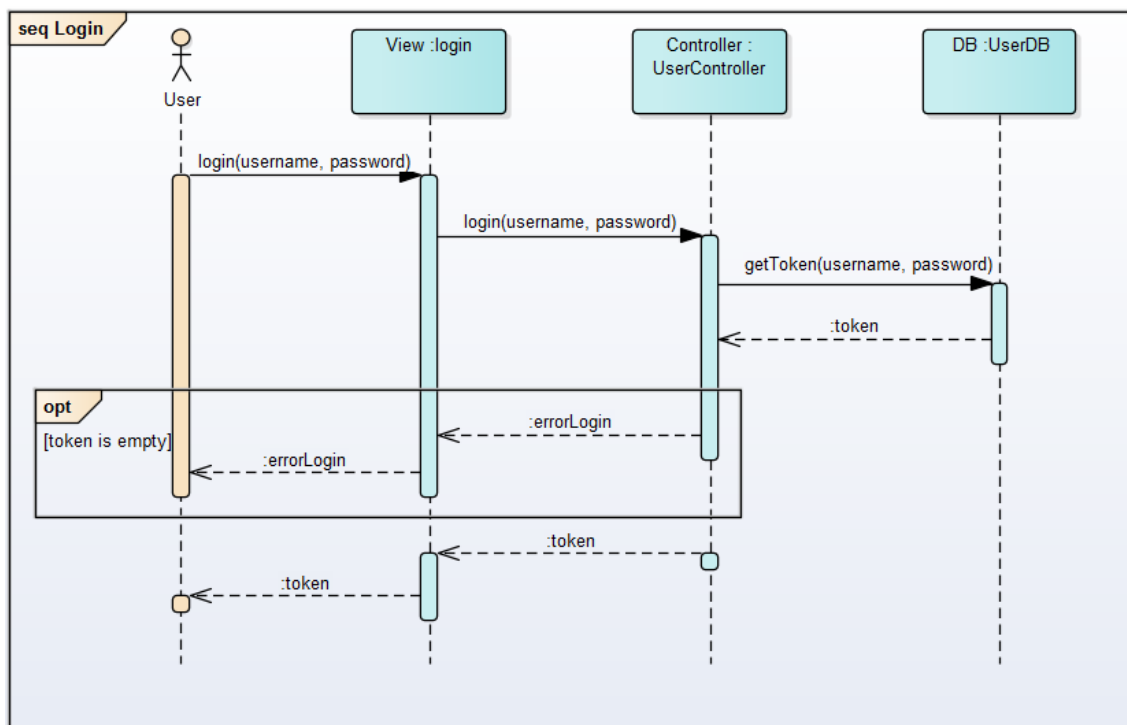 seq Login
User
View :login
Controller :
UserController
DB :UserDB
login(username, password)
login(username, password)
getToken(username, password)
:token
opt
[token is empty]
:errorLogin
:errorLogin
:token
:token